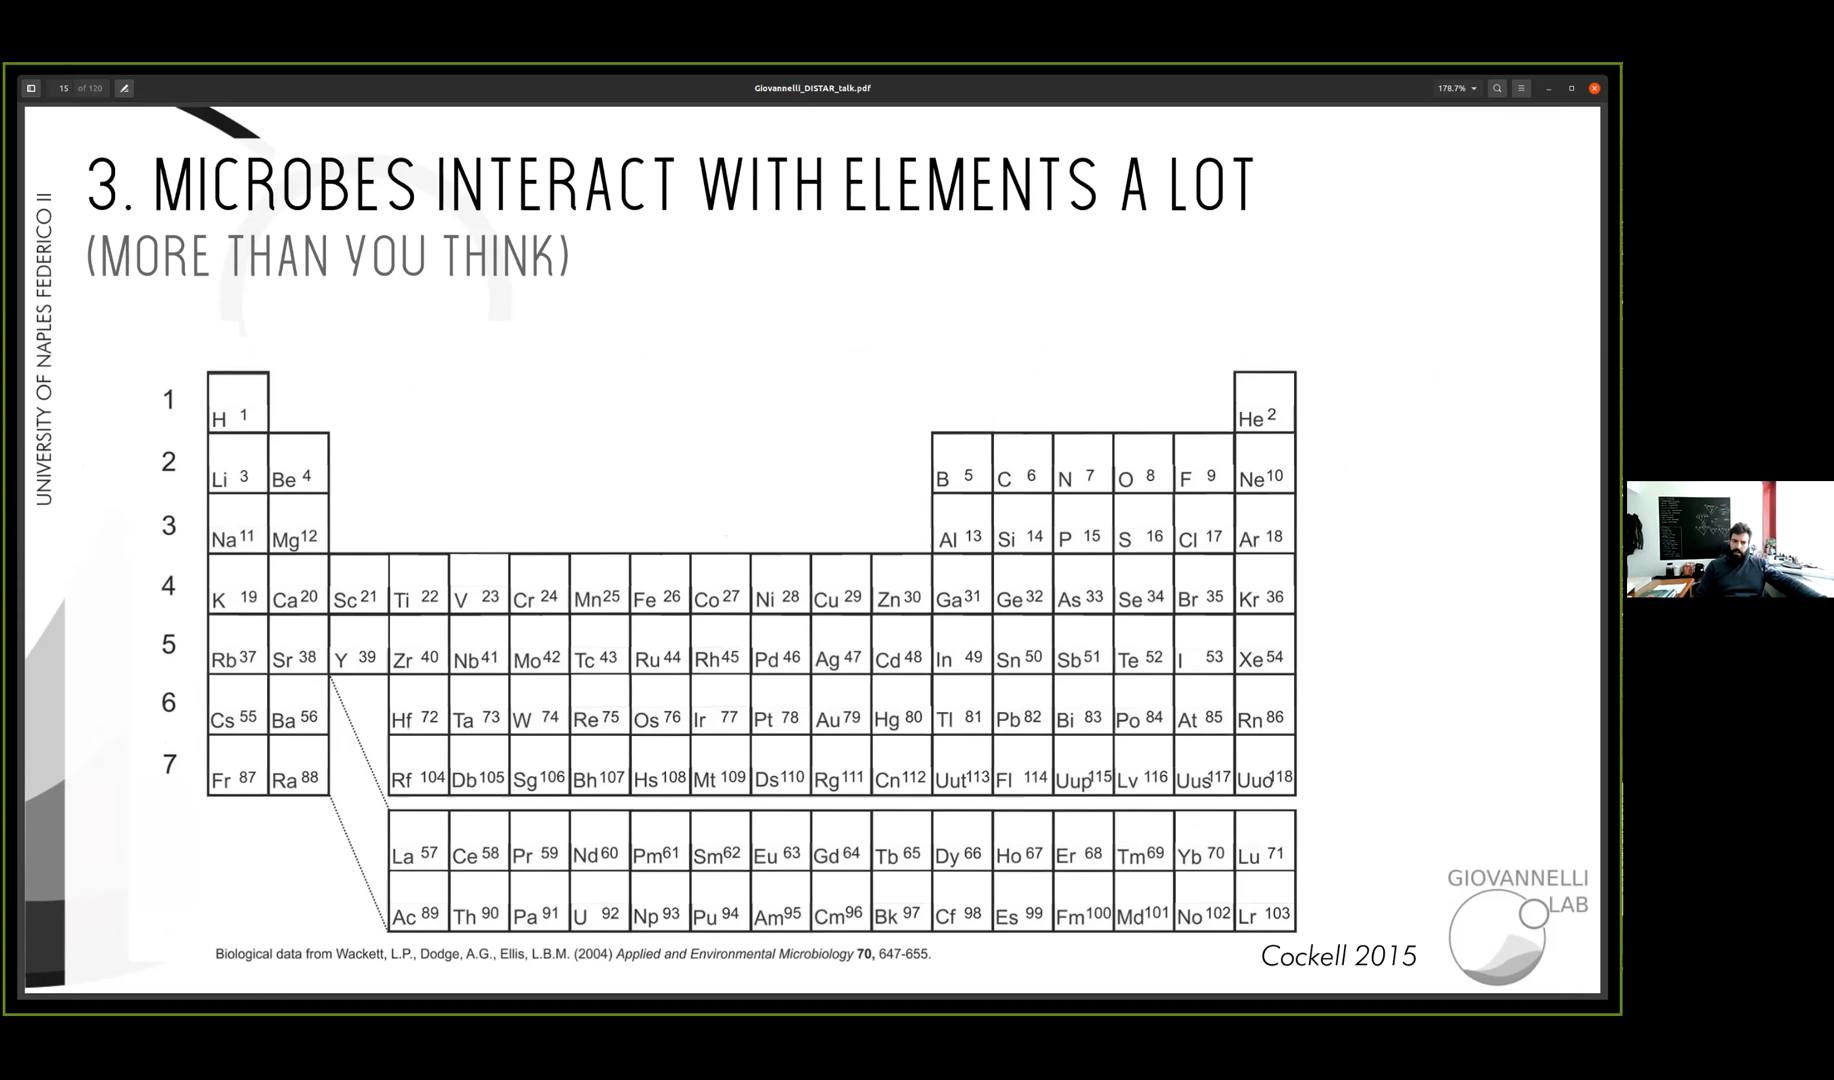 15 of 120
Giovannelli_DISTAR_talk.pdf
178.7%
UNIVERSITY OF NAPLES FEDERICO II
3. MICROBES INTERACT WITH ELEMENTS A LOT
(MORE THAN YOU THINK)
1 H 1 He 2
2 Li 3 Be 4 B 5 C 6 N 7 O 8 F 9 Ne 10
3 Na 11 Mg 12 Al 13 Si 14 P 15 S 16 Cl 17 Ar 18
4 K 19 Ca 20 Sc 21 Ti 22 V 23 Cr 24 Mn 25 Fe 26 Co 27 Ni 28 Cu 29 Zn 30 Ga 31 Ge 32 As 33 Se 34 Br 35 Kr 36
5 Rb 37 Sr 38 Y 39 Zr 40 Nb 41 Mo 42 Tc 43 Ru 44 Rh 45 Pd 46 Ag 47 Cd 48 In 49 Sn 50 Sb 51 Te 52 I 53 Xe 54
6 Cs 55 Ba 56 Hf 72 Ta 73 W 74 Re 75 Os 76 Ir 77 Pt 78 Au 79 Hg 80 Tl 81 Pb 82 Bi 83 Po 84 At 85 Rn 86
7 Fr 87 Ra 88 Rf 104 Db 105 Sg 106 Bh 107 Hs 108 Mt 109 Ds 110 Rg 111 Cn 112 Uut 113 Fl 114 Uup 115 Lv 116 Uus 117 Uuo 118
La 57 Ce 58 Pr 59 Nd 60 Pm 61 Sm 62 Eu 63 Gd 64 Tb 65 Dy 66 Ho 67 Er 68 Tm 69 Yb 70 Lu 71
Ac 89 Th 90 Pa 91 U 92 Np 93 Pu 94 Am 95 Cm 96 Bk 97 Cf 98 Es 99 Fm 100 Md 101 No 102 Lr 103
Biological data from Wackett, L.P., Dodge, A.G., Ellis, L.B.M. (2004) Applied and Environmental Microbiology 70, 647-655.
Cockell 2015
GIOVANNELLI
LAB